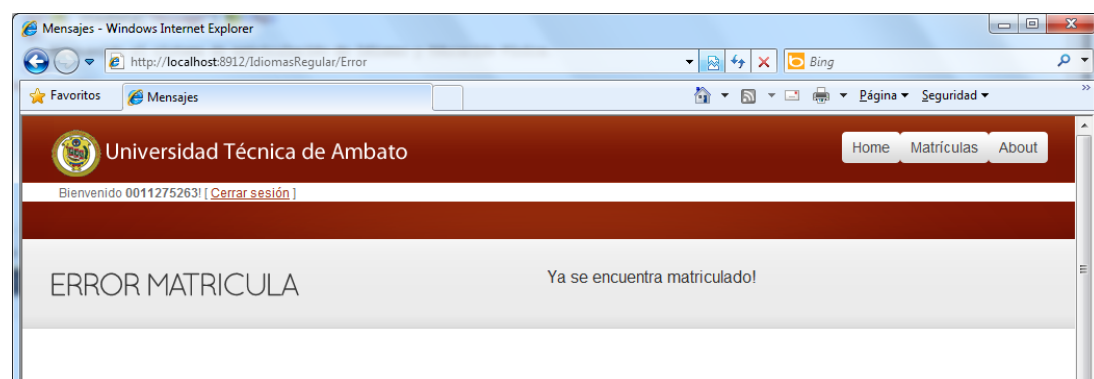 Mensajes - Windows Internet Explorer
http://localhost:8912/IdiomasRegular/Error
Bing
Favoritos
Mensajes
Página
Seguridad
Universidad Técnica de Ambato
Home Matrículas About
Bienvenido 0011275263! [ Cerrar sesión ]
ERROR MATRICULA
Ya se encuentra matriculado!